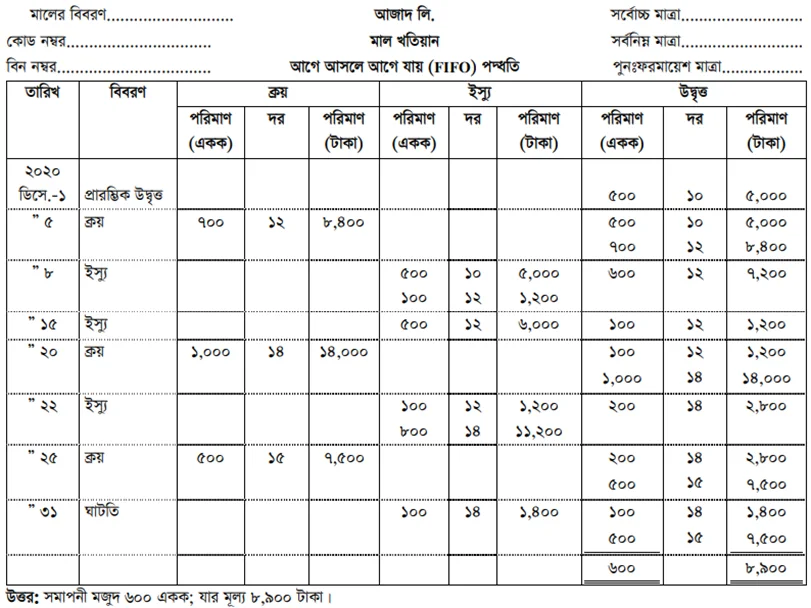 মালের বিবরণ............................ আজাদ লি. সর্বোচ্চ মাত্রা......................
কোড নম্বর................................. মাল খতিয়ান সর্বনিম্ন মাত্রা......................
বিন নম্বর................................... আগে আসলে আগে যায় (FIFO) পদ্ধতি পুনঃফরমায়েশ মাত্রা..................
তারিখ বিবরণ ক্রয় ইস্যু উদ্বৃত্ত
পরিমাণ দর পরিমাণ পরিমাণ দর পরিমাণ পরিমাণ দর পরিমাণ
(একক) (টাকা) (একক) (টাকা) (একক) (টাকা)
২০২০
ডিসে.-১ প্রারম্ভিক উদ্বৃত্ত ৫০০ ১০ ৫,০০০
” ৫ ক্রয় ৭০০ ১২ ৮,৪০০ ৫০০ ১০ ৫,০০০
৭০০ ১২ ৮,৪০০
” ৮ ইস্যু ৫০০ ১০ ৫,০০০ ৬০০ ১২ ৭,২০০
১০০ ১২ ১,২০০
” ১৫ ইস্যু ৫০০ ১২ ৬,০০০ ১০০ ১২ ১,২০০
” ২০ ক্রয় ১,০০০ ১৪ ১৪,০০০ ১০০ ১২ ১,২০০
১,০০০ ১৪ ১৪,০০০
” ২২ ইস্যু ১০০ ১২ ১,২০০ ২০০ ১৪ ২,৮০০
৮০০ ১৪ ১১,২০০
” ২৫ ক্রয় ৫০০ ১৫ ৭,৫০০ ২০০ ১৪ ২,৮০০
৫০০ ১৫ ৭,৫০০
” ৩১ ঘাটতি ১০০ ১৪ ১,৪০০ ১০০ ১৪ ১,৪০০
৫০০ ১৫ ৭,৫০০
৬০০ ৮,৯০০
উত্তর: সমাপনী মজুদ ৬০০ একক; যার মূল্য ৮,৯০০ টাকা।